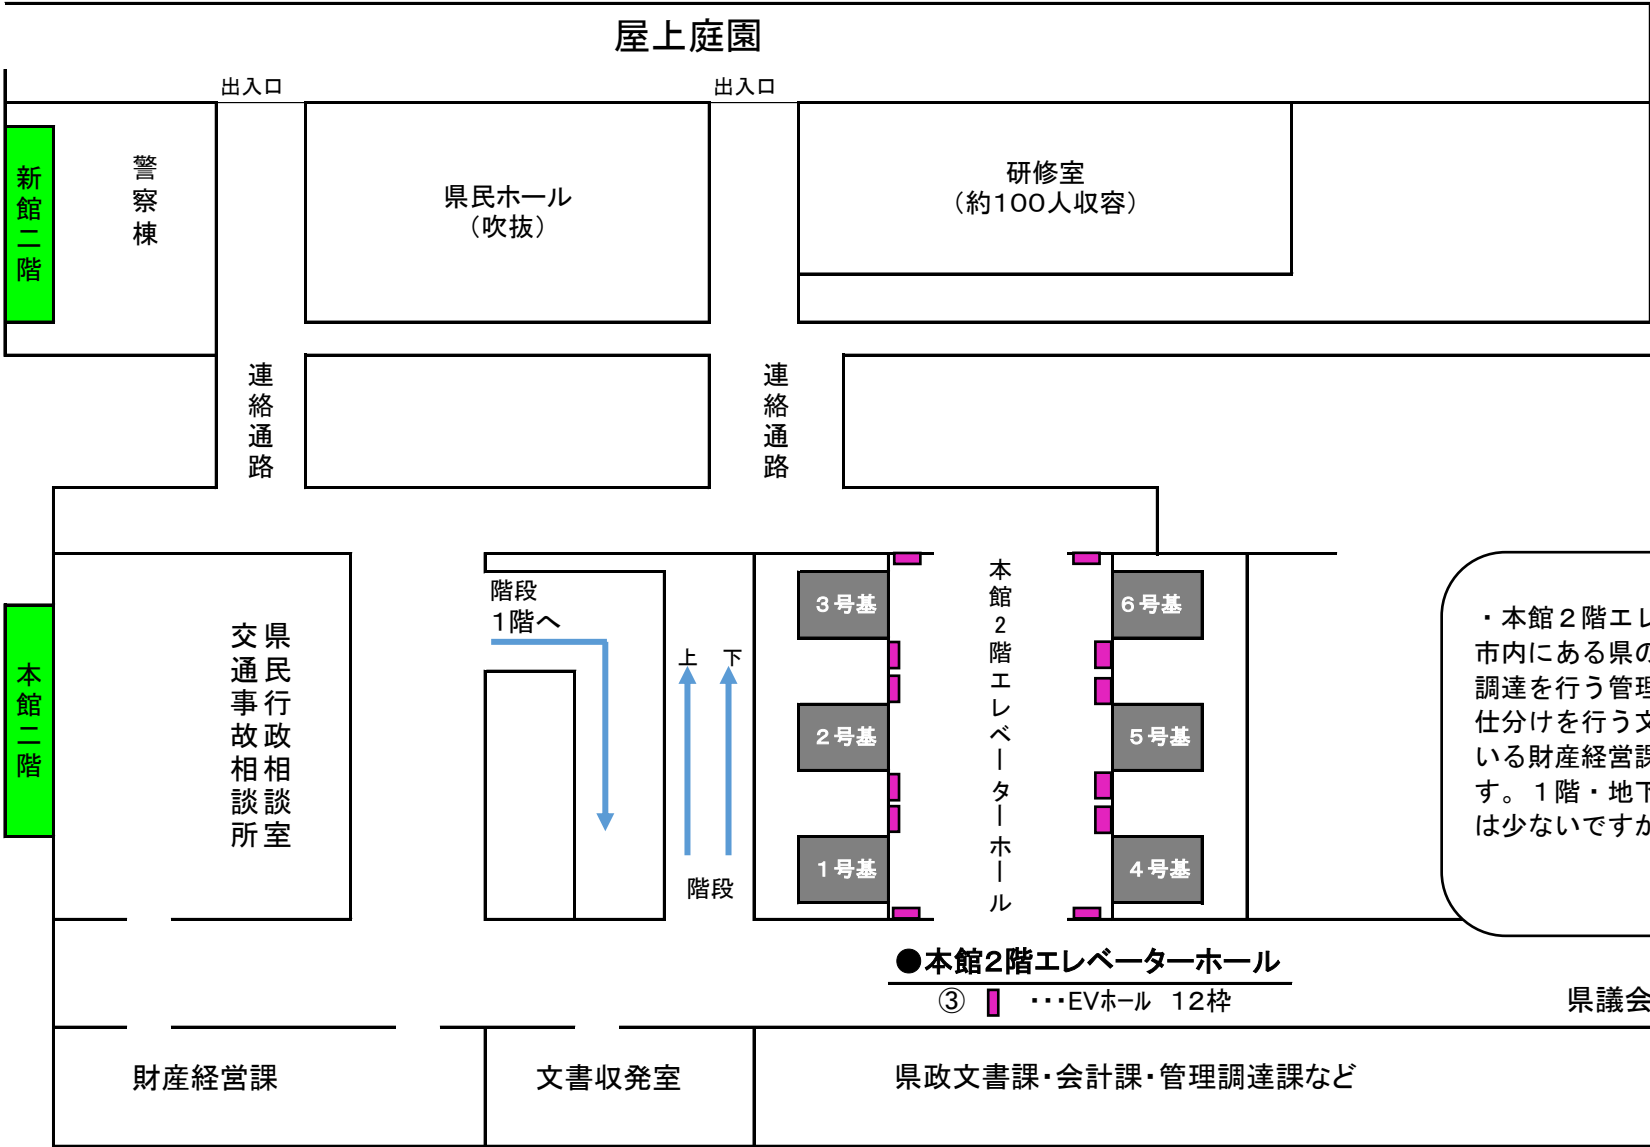 屋上庭園
出入口
出入口
新館二階
警察棟
県民ホール
（吹抜）
研修室
（約100人収容）
連絡通路
連絡通路
本館二階
県民行政相談室
交通事故相談所
階段
1階へ
上
下
階段
3号基
2号基
1号基
本館2階エレベーターホール
6号基
5号基
4号基
・本館２階エレ
市内にある県の
調達を行う管理
仕分けを行う文
いる財産経営課
す。１階・地下
は少ないですが
●本館2階エレベーターホール
③ ･･･EVホール 12枠
県議会
財産経営課
文書収発室
県政文書課・会計課・管理調達課など